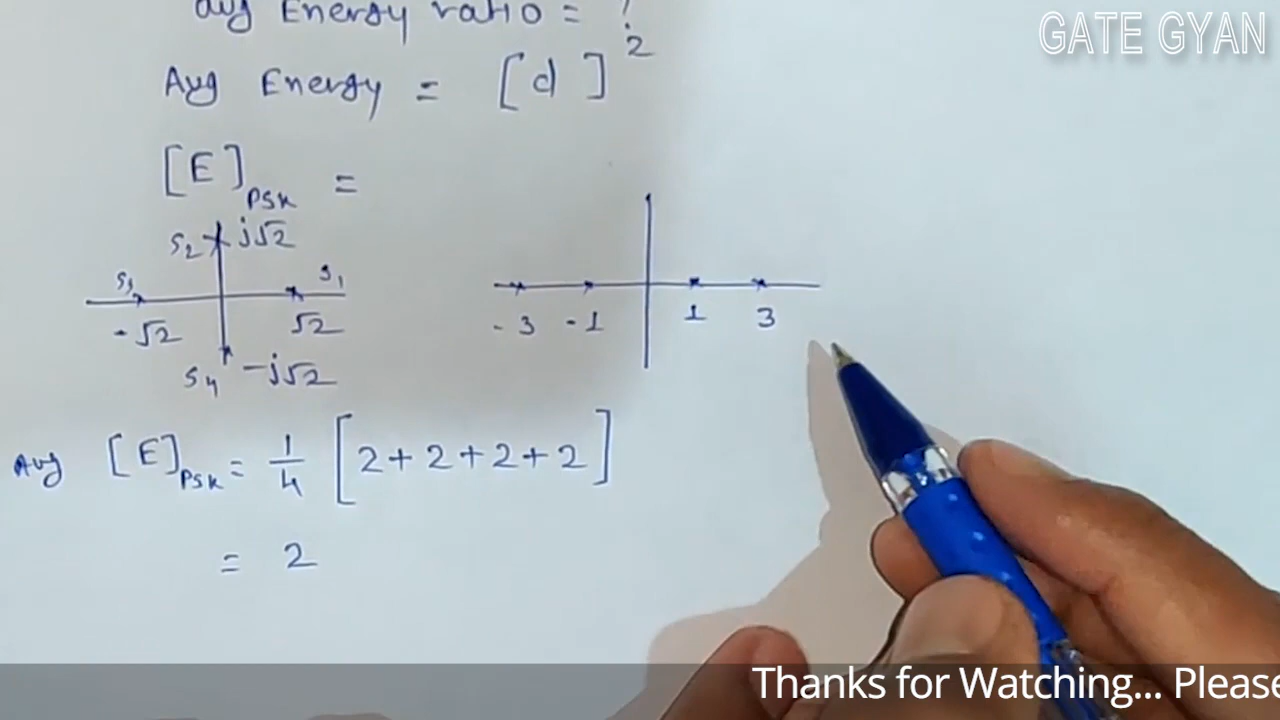 GATE GYAN
Avg Energy ratio = ?
Avg Energy = [d]²
[E]PSK =
S₂ j√2
S₃ S₁
-√2 √2
S₄ -j√2
-3 -1 1 3
Avg [E]PSK = 1/4 [2+2+2+2]
= 2
Thanks for Watching... Please